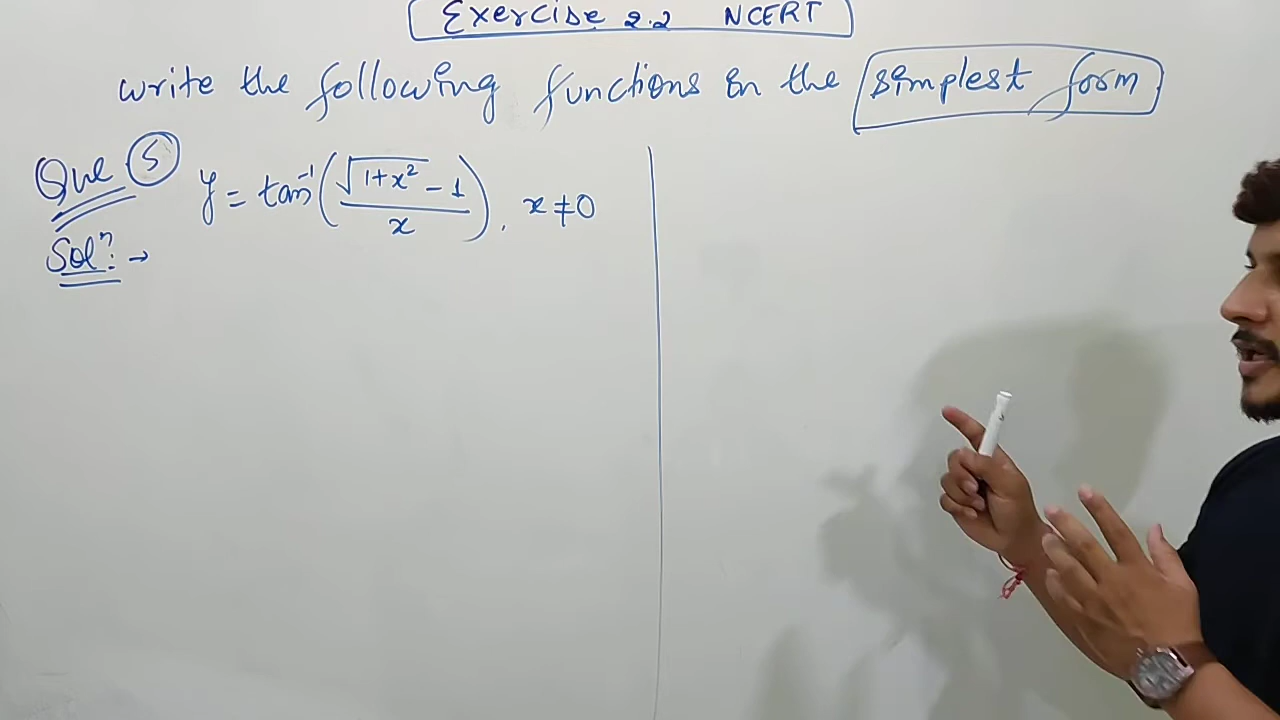 Exercise 2.2 NCERT
write the following functions in the simplest form
Que 5 y = tan⁻¹(√(1+x²) - 1 / x), x ≠ 0
Solⁿ: →